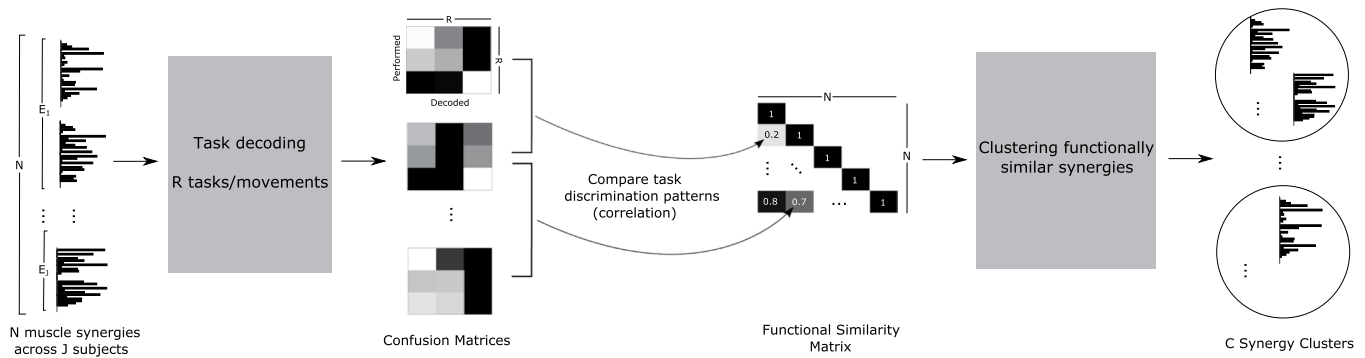 N
E1
EJ
N muscle synergies
across J subjects
Task decoding
R tasks/movements
R
Performed
R
Decoded
Confusion Matrices
Compare task
discrimination patterns
(correlation)
N
1
0.2
1
1
1
0.8
0.7
1
N
Functional Similarity
Matrix
Clustering functionally
similar synergies
C Synergy Clusters